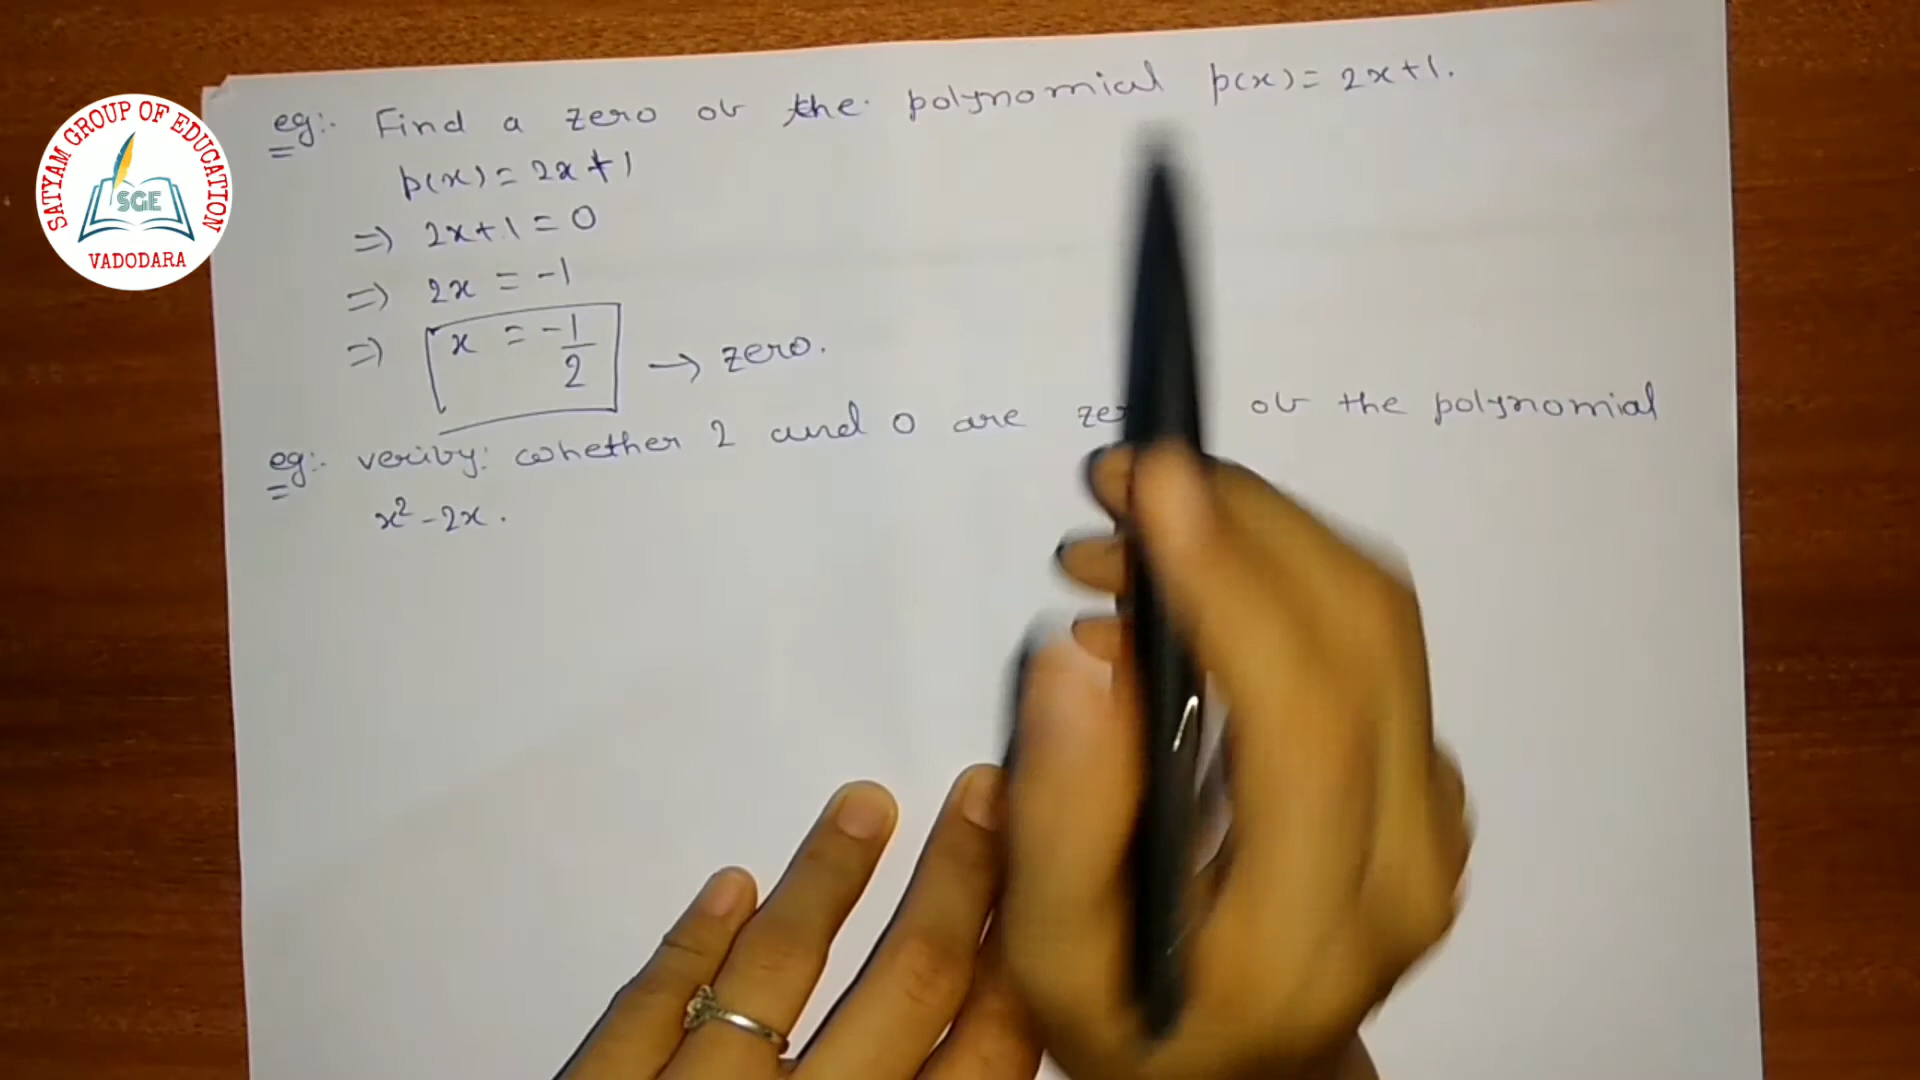 SATYAM GROUP OF EDUCATION
SGE
VADODARA
eg:- Find a zero of the polynomial p(x) = 2x+1.
p(x) = 2x+1
=> 2x+1 = 0
=> 2x = -1
=> x = -1/2 → zero.
eg:- verify: whether 2 and 0 are of the polynomial
x² - 2x.